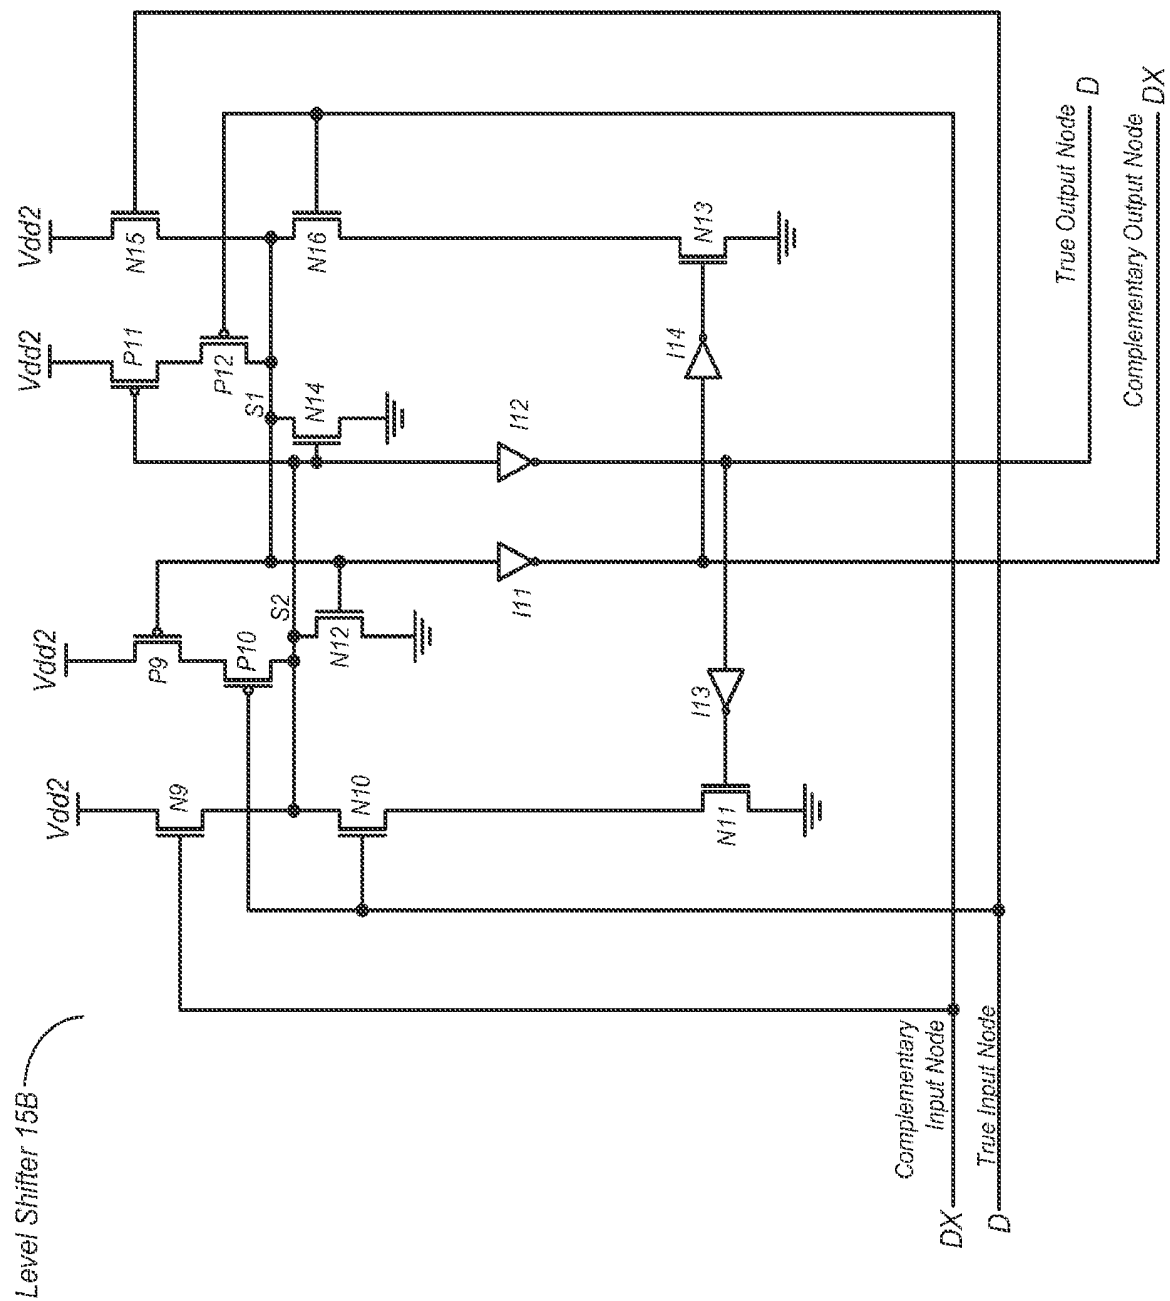 Level Shifter 15B
Vdd2
Vdd2
Vdd2
Vdd2
N9
P9
P10
P11
P12
N15
N16
S1
S2
N10
N12
N14
I11
I12
I13
I14
N11
N13
Complementary
Input Node
True Input Node
DX
D
True Output Node
D
Complementary Output Node
DX